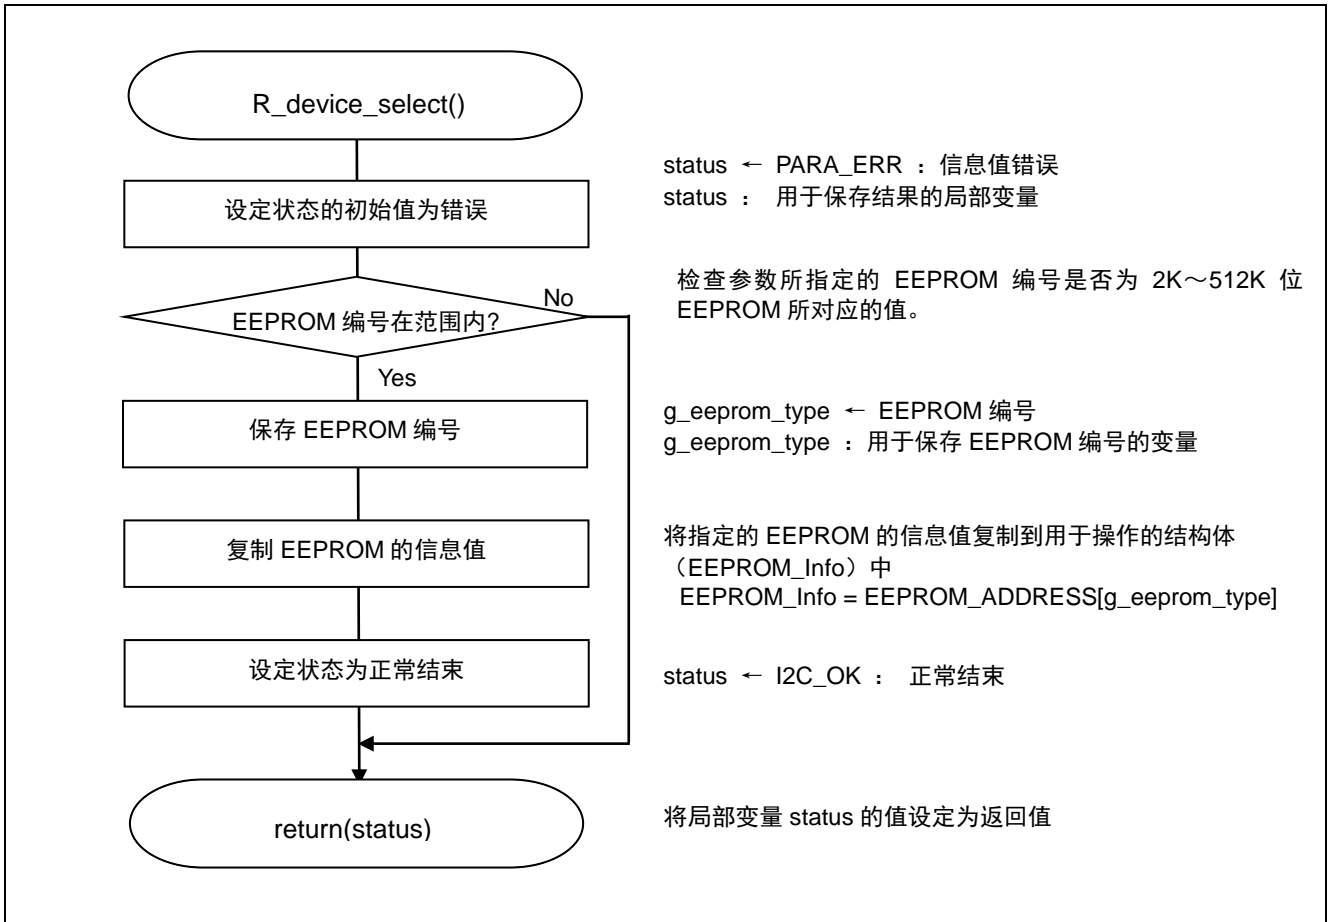 R_device_select()
status ← PARA_ERR ：信息值错误
设定状态的初始值为错误
status ： 用于保存结果的局部变量
检查参数所指定的 EEPROM 编号是否为 2K～512K 位
EEPROM 所对应的值。
No
EEPROM 编号在范围内?
Yes
g_eeprom_type ← EEPROM 编号
保存 EEPROM 编号
g_eeprom_type ：用于保存 EEPROM 编号的变量
将指定的 EEPROM 的信息值复制到用于操作的结构体
复制 EEPROM 的信息值
（EEPROM_Info）中
EEPROM_Info = EEPROM_ADDRESS[g_eeprom_type]
设定状态为正常结束
status ← I2C_OK ： 正常结束
将局部变量 status 的值设定为返回值
return(status)